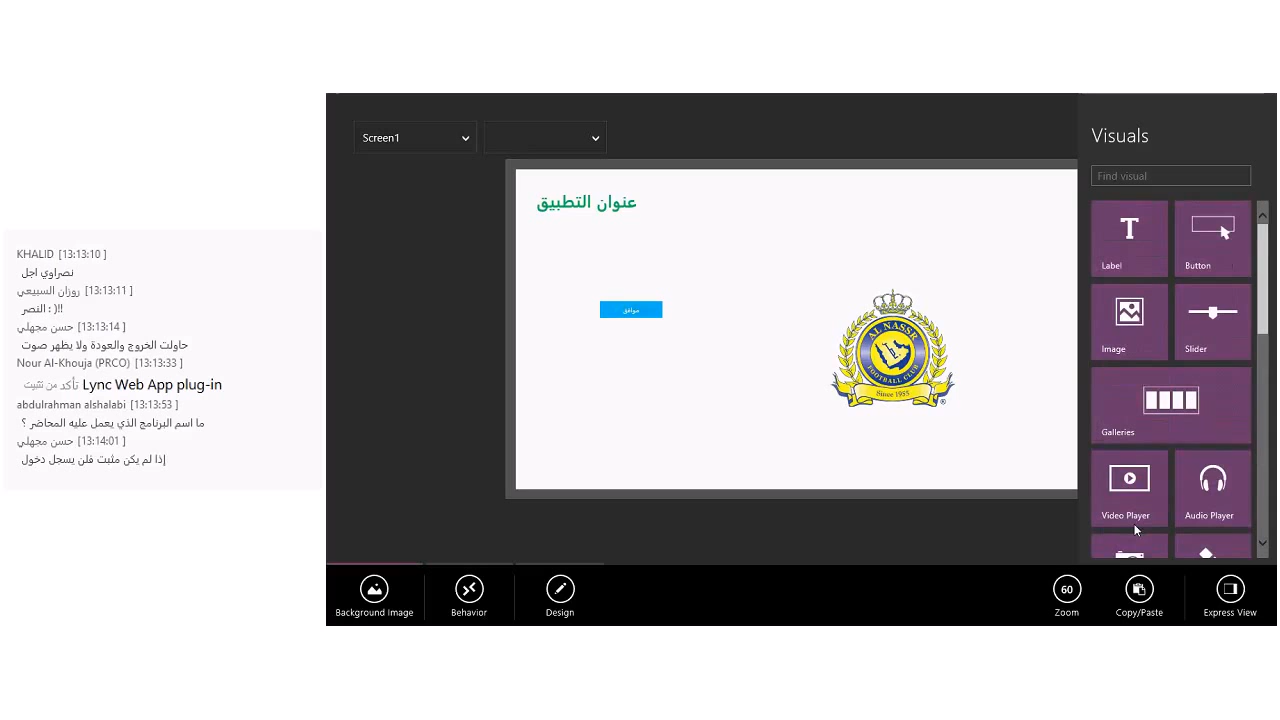 KHALID [13:13:10 ]
نصراوي اجل
روزان السبيعي [13:13:11 ]
النصر : )!!
حسن مجهلي [13:13:14 ]
حاولت الخروج والعودة ولا يظهر صوت
Nour Al-Khouja (PRCO) [13:13:33 ]
تأكد من تثبيت Lync Web App plug-in
abdulrahman alshalabi [13:13:53 ]
ما اسم البرنامج الذي يعمل عليه المحاضر ؟
حسن مجهلي [13:14:01 ]
إذا لم يكن مثبت فلن يسجل دخول
Screen1
عنوان التطبيق
موافق
AL NASSR
FOOTBALL CLUB
Since 1955
®
Visuals
Find visual
Label
Button
Image
Slider
Galleries
Video Player
Audio Player
Background Image
Behavior
Design
60
Zoom
Copy/Paste
Express View